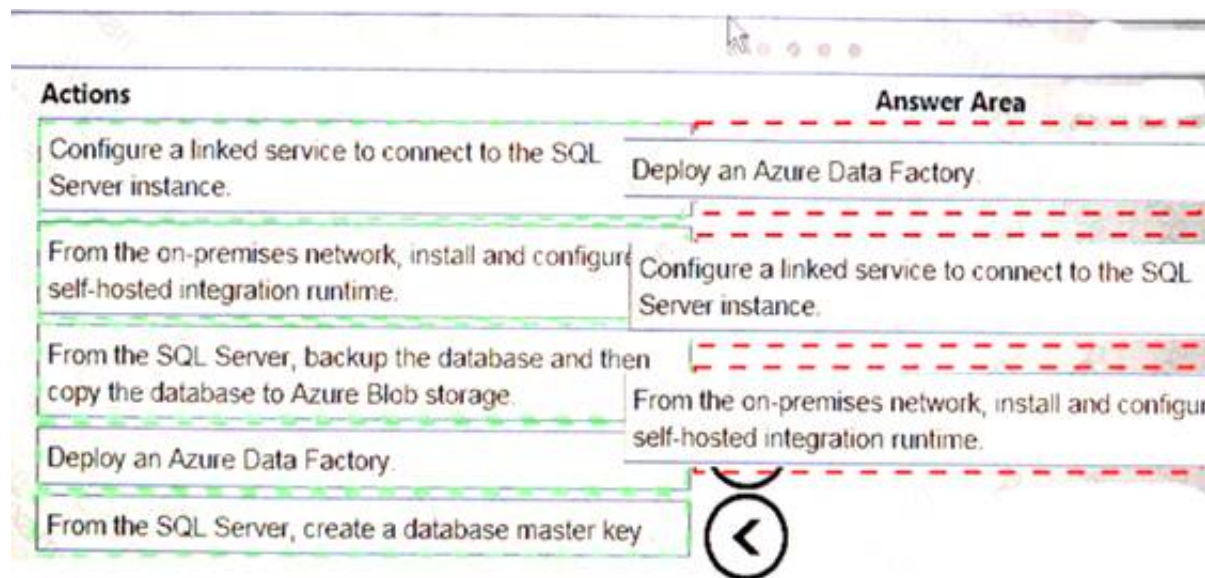 Actions
Configure a linked service to connect to the SQL
Server instance.
From the on-premises network, install and configure
self-hosted integration runtime.
From the SQL Server, backup the database and then
copy the database to Azure Blob storage.
Deploy an Azure Data Factory.
From the SQL Server, create a database master key
Answer Area
Deploy an Azure Data Factory.
Configure a linked service to connect to the SQL
Server instance.
From the on-premises network, install and configur
self-hosted integration runtime.